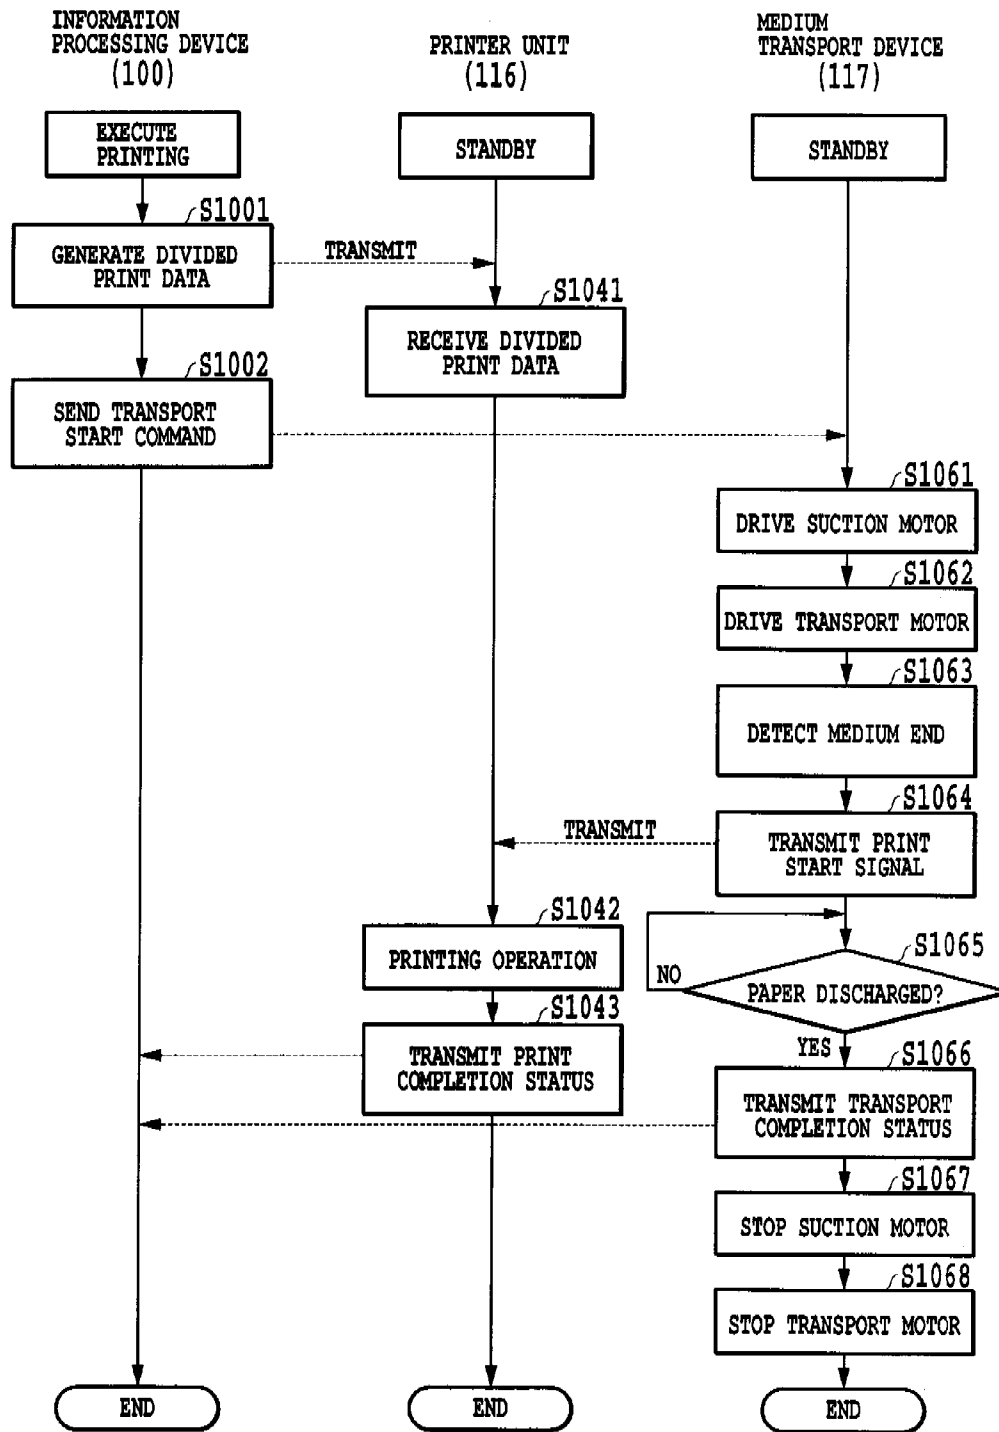 INFORMATION
PROCESSING DEVICE
(100)
PRINTER UNIT
(116)
MEDIUM
TRANSPORT DEVICE
(117)
EXECUTE
PRINTING
STANDBY
STANDBY
S1001
GENERATE DIVIDED
PRINT DATA
TRANSMIT
S1041
RECEIVE DIVIDED
PRINT DATA
S1002
SEND TRANSPORT
START COMMAND
S1061
DRIVE SUCTION MOTOR
S1062
DRIVE TRANSPORT MOTOR
S1063
DETECT MEDIUM END
S1064
TRANSMIT PRINT
START SIGNAL
TRANSMIT
S1042
PRINTING OPERATION
S1065
PAPER DISCHARGED?
NO
YES
S1043
TRANSMIT PRINT
COMPLETION STATUS
S1066
TRANSMIT TRANSPORT
COMPLETION STATUS
S1067
STOP SUCTION MOTOR
S1068
STOP TRANSPORT MOTOR
END
END
END